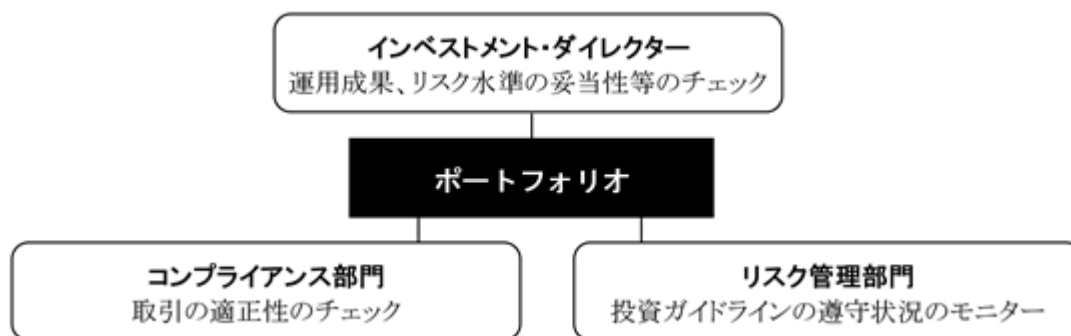 インベストメント・ダイレクター
運用成果、リスク水準の妥当性等のチェック
ポートフォリオ
コンプライアンス部門
取引の適正性のチェック
リスク管理部門
投資ガイドラインの遵守状況のモニター